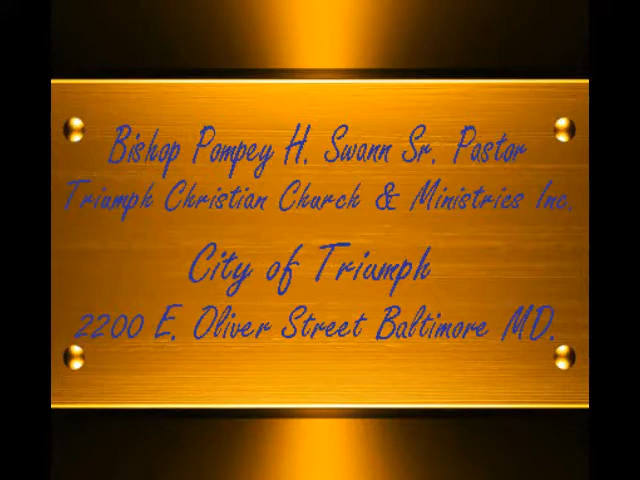 Bishop Pompey H. Swann Sr. Pastor
Triumph Christian Church & Ministries Inc.
City of Triumph
2200 E. Oliver Street Baltimore MD.